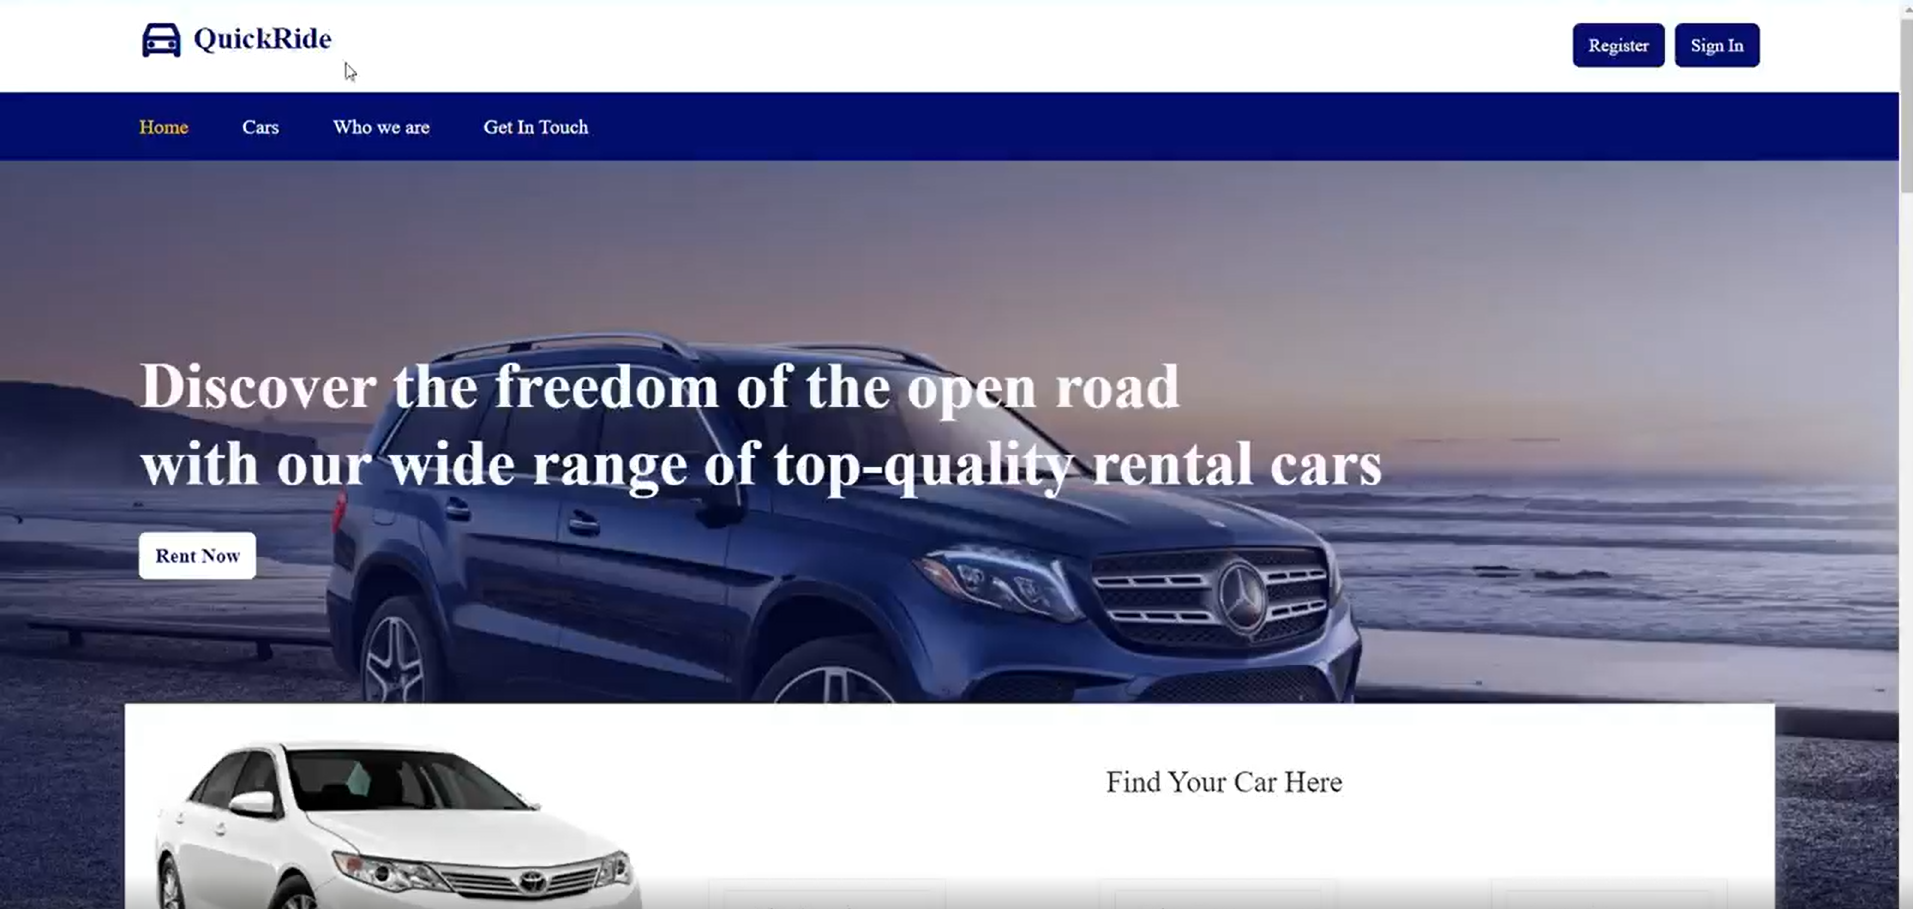 QuickRide
Register
Sign In
Home
Cars
Who we are
Get In Touch
Discover the freedom of the open road
with our wide range of top-quality rental cars
Rent Now
Find Your Car Here